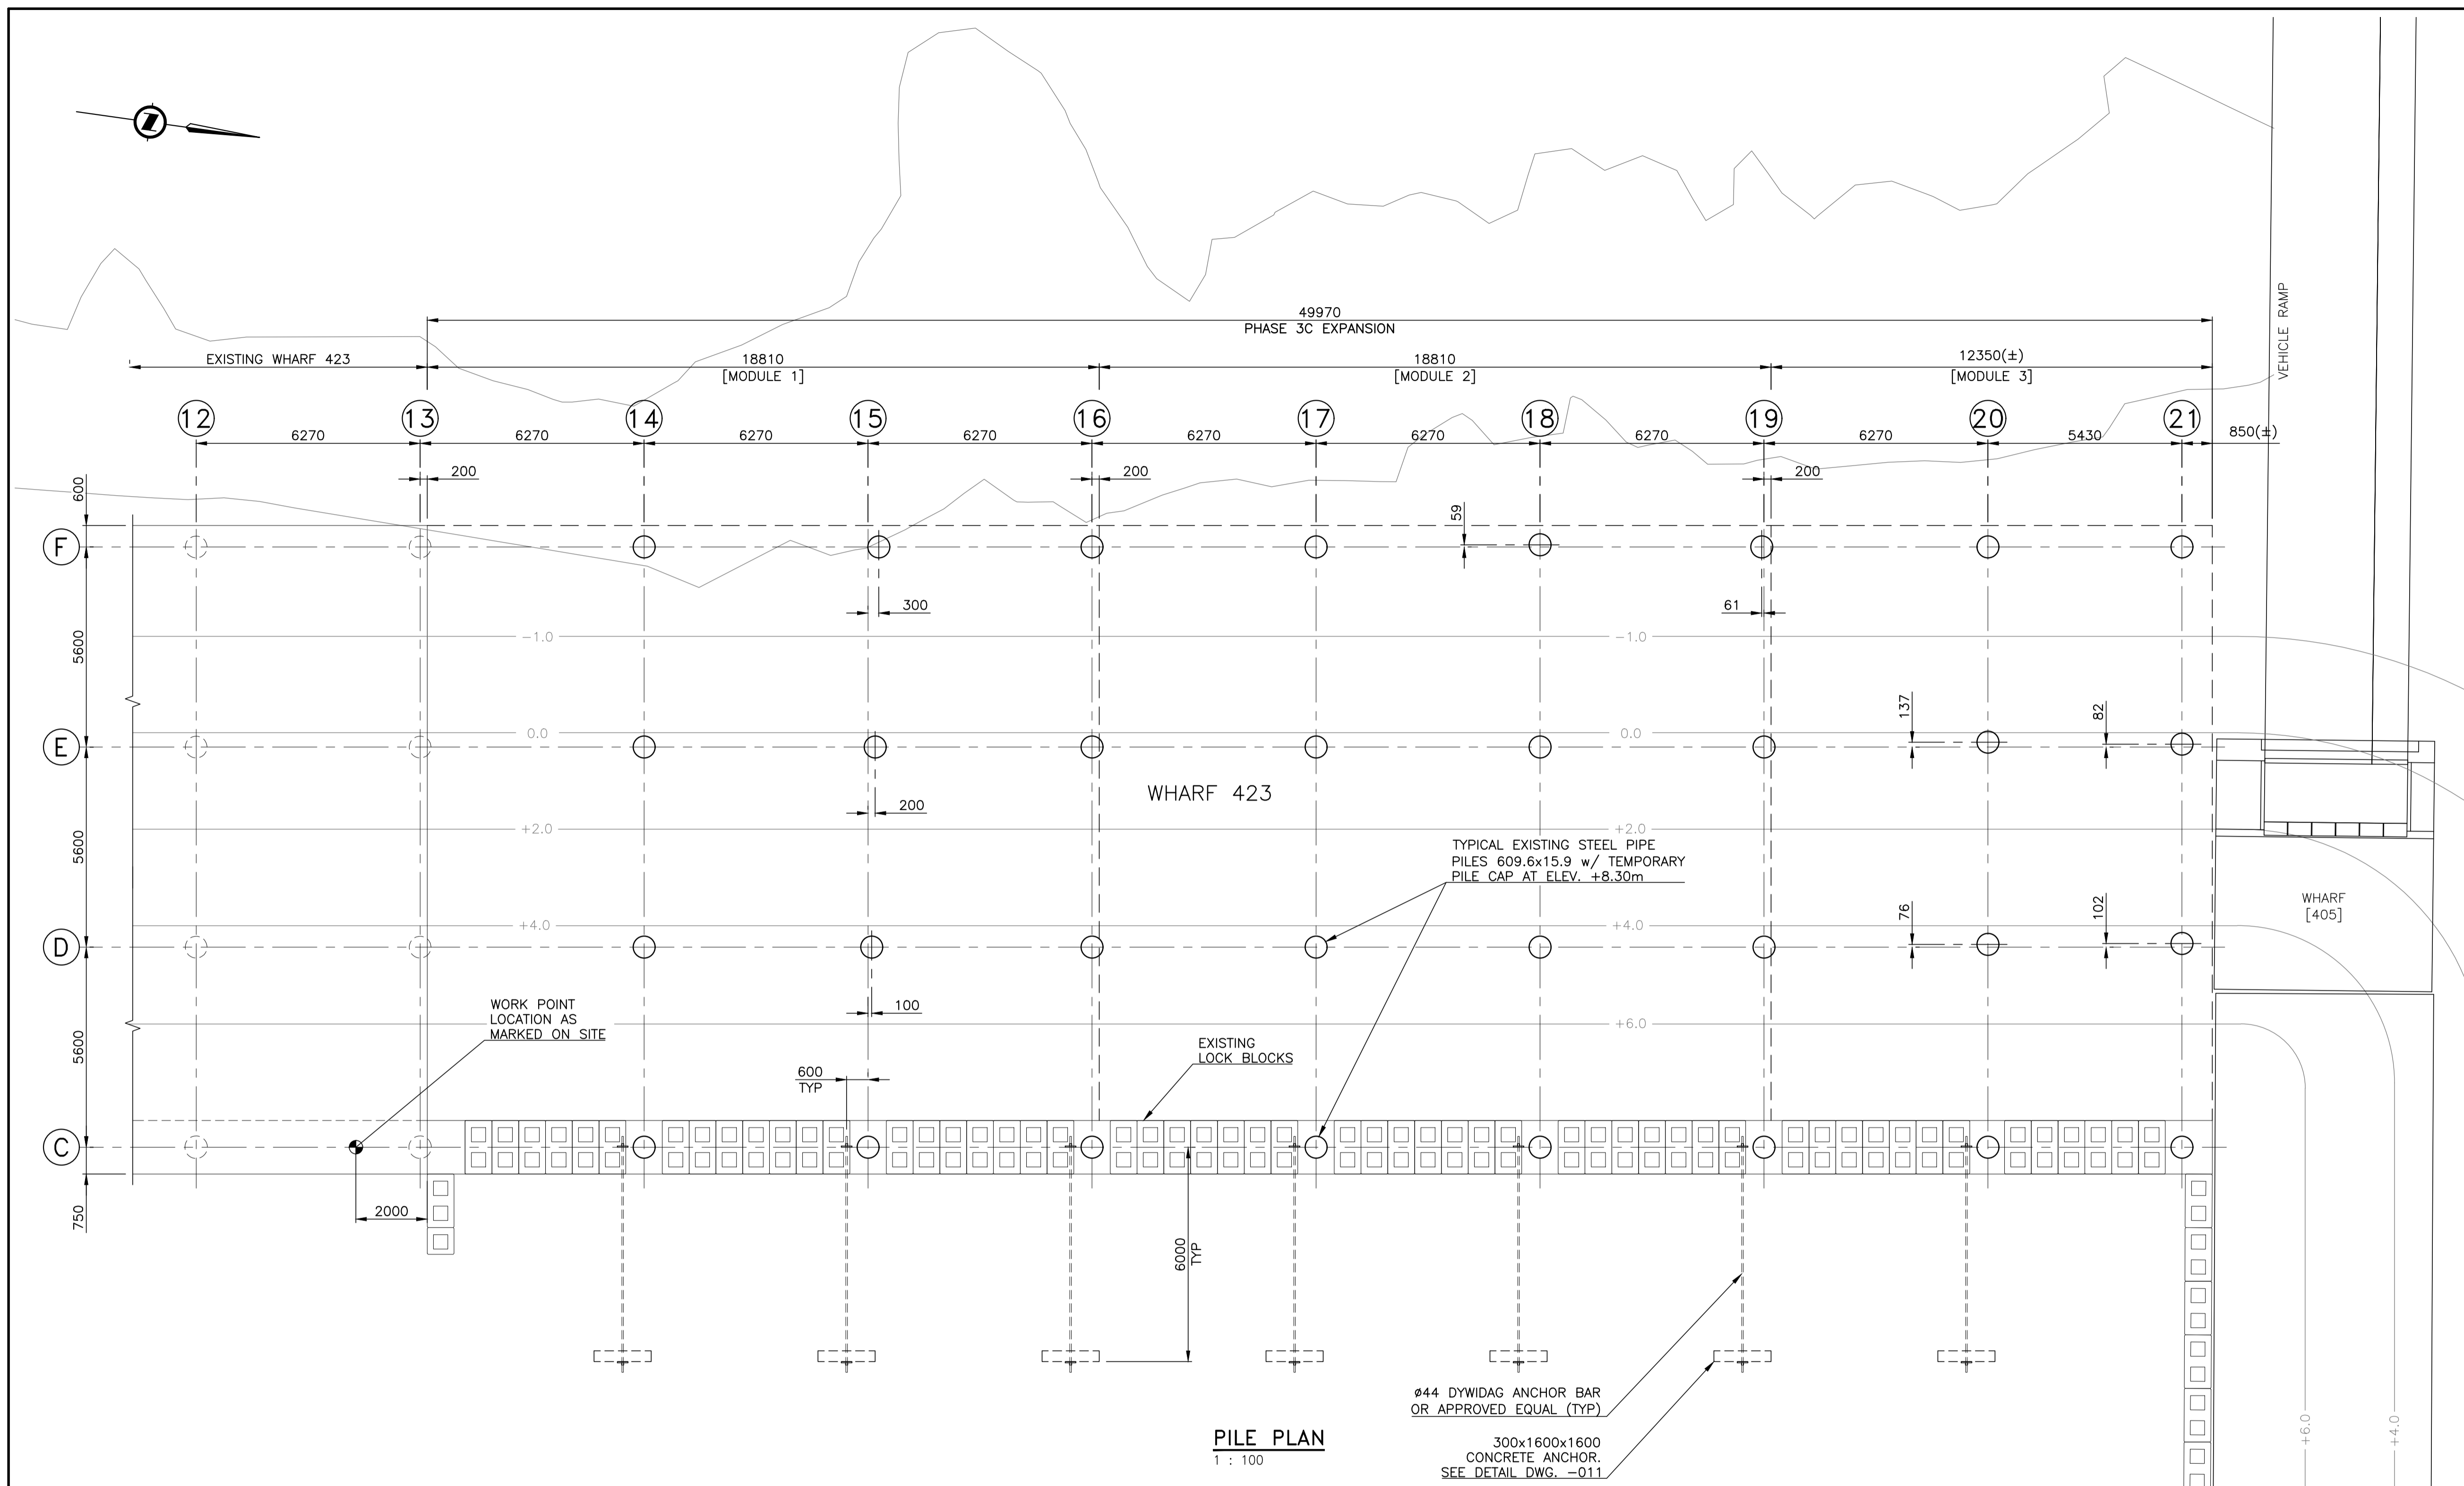 49970
PHASE 3C EXPANSION
EXISTING WHARF 423
18810
[MODULE 1]
18810
[MODULE 2]
12350(±)
[MODULE 3]
VEHICLE RAMP
12
13
14
15
16
17
18
19
20
21
6270
6270
6270
6270
6270
6270
6270
6270
5430
850(±)
200
200
200
600
59
F
300
61
5600
-1.0
-1.0
137
82
0.0
0.0
E
200
WHARF 423
5600
+2.0
+2.0
TYPICAL EXISTING STEEL PIPE
PILES 609.6x15.9 w/ TEMPORARY
PILE CAP AT ELEV. +8.30m
WHARF
[405]
76
102
+4.0
+4.0
D
100
WORK POINT
LOCATION AS
MARKED ON SITE
+6.0
5600
EXISTING
LOCK BLOCKS
600
TYP
C
750
2000
6000
TYP
ø44 DYWIDAG ANCHOR BAR
OR APPROVED EQUAL (TYP)
300x1600x1600
CONCRETE ANCHOR.
SEE DETAIL DWG. -011
PILE PLAN
1 : 100
+6.0
+4.0